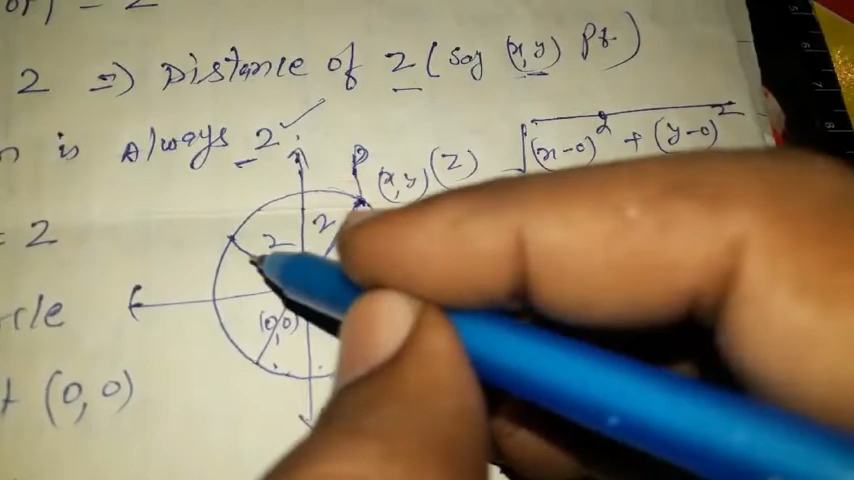 2 => Distance of Z (say (x,y) Pt.)
n is Always 2 ✓
P
(x,y) (Z) √(x-0)² + (y-0)²
2
2
= 2
(0,0)
(0,0)